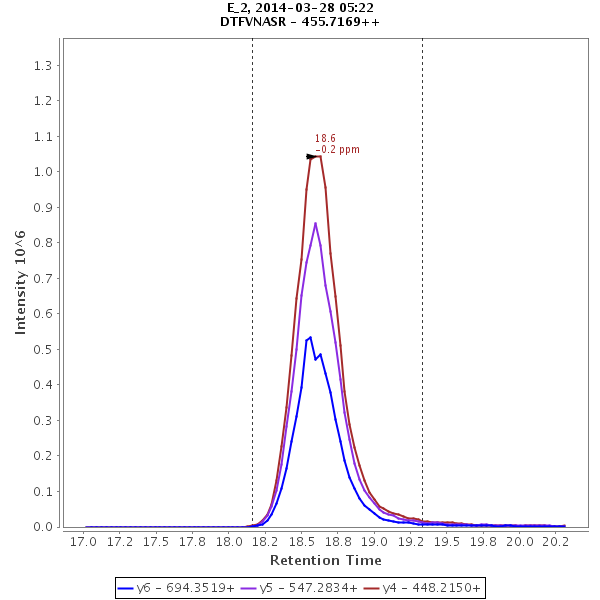 E_2, 2014-03-28 05:22
DTFVNASR - 455.7169++
Intensity 10^6
1.3
1.2
1.1
1.0
0.9
0.8
0.7
0.6
0.5
0.4
0.3
0.2
0.1
0.0
18.6
-0.2 ppm
17.0 17.2 17.5 17.8 18.0 18.2 18.5 18.8 19.0 19.2 19.5 19.8 20.0 20.2
Retention Time
y6 - 694.3519+ y5 - 547.2834+ y4 - 448.2150+